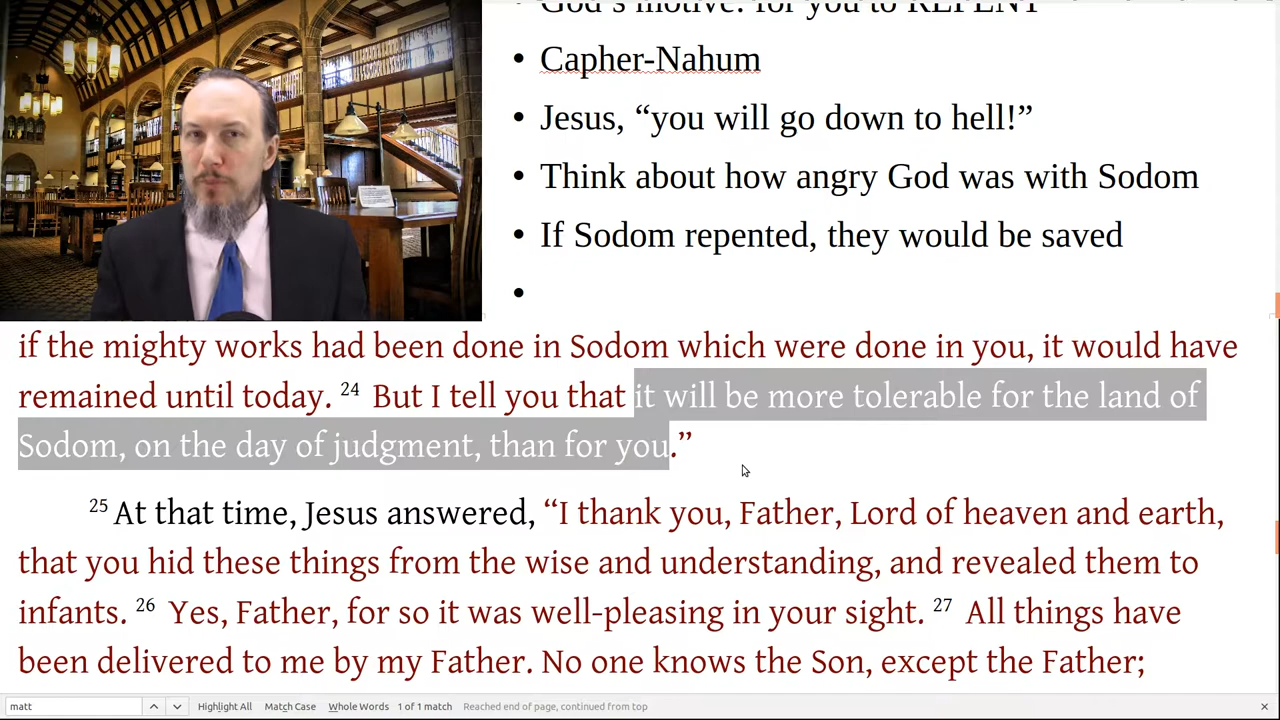 • God's motive: for you to REPENT
• Capher-Nahum
• Jesus, “you will go down to hell!”
• Think about how angry God was with Sodom
• If Sodom repented, they would be saved
•
if the mighty works had been done in Sodom which were done in you, it would have
remained until today. 24 But I tell you that it will be more tolerable for the land of
Sodom, on the day of judgment, than for you.”
25 At that time, Jesus answered, “I thank you, Father, Lord of heaven and earth,
that you hid these things from the wise and understanding, and revealed them to
infants. 26 Yes, Father, for so it was well-pleasing in your sight. 27 All things have
been delivered to me by my Father. No one knows the Son, except the Father;
matt Highlight All Match Case Whole Words 1 of 1 match Reached end of page, continued from top